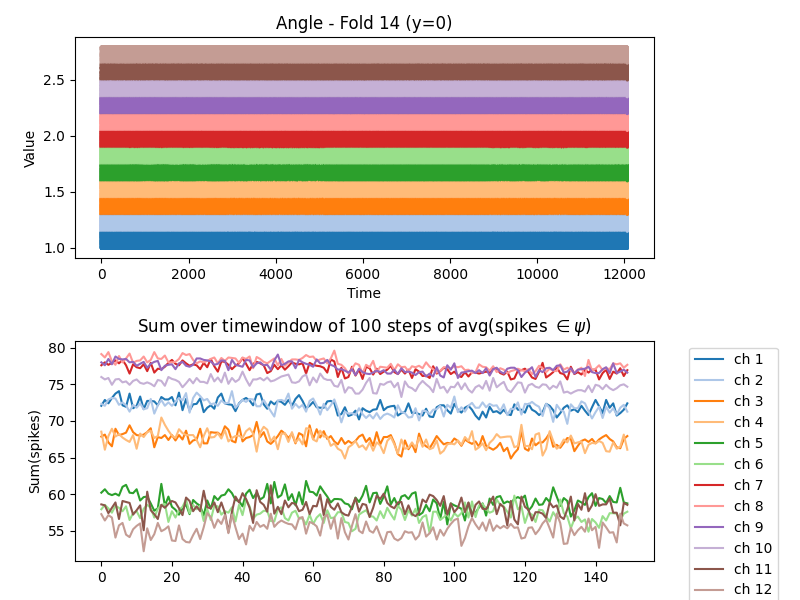 Angle - Fold 14 (y=0)
Value
2.5
2.0
1.5
1.0
0 2000 4000 6000 8000 10000 12000
Time
Sum over timewindow of 100 steps of avg(spikes ∈ ψ)
Sum(spikes)
80
75
70
65
60
55
0 20 40 60 80 100 120 140
ch 1
ch 2
ch 3
ch 4
ch 5
ch 6
ch 7
ch 8
ch 9
ch 10
ch 11
ch 12